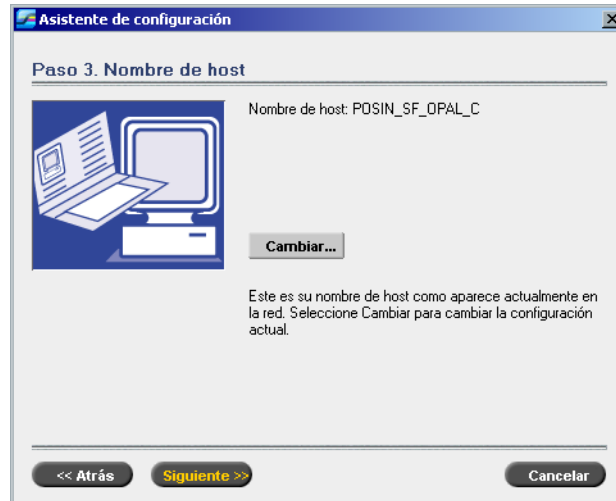 Asistente de configuración
Paso 3. Nombre de host
Nombre de host: POSIN_SF_OPAL_C
Cambiar...
Este es su nombre de host como aparece actualmente en
la red. Seleccione Cambiar para cambiar la configuración
actual.
<< Atrás
Siguiente >>
Cancelar